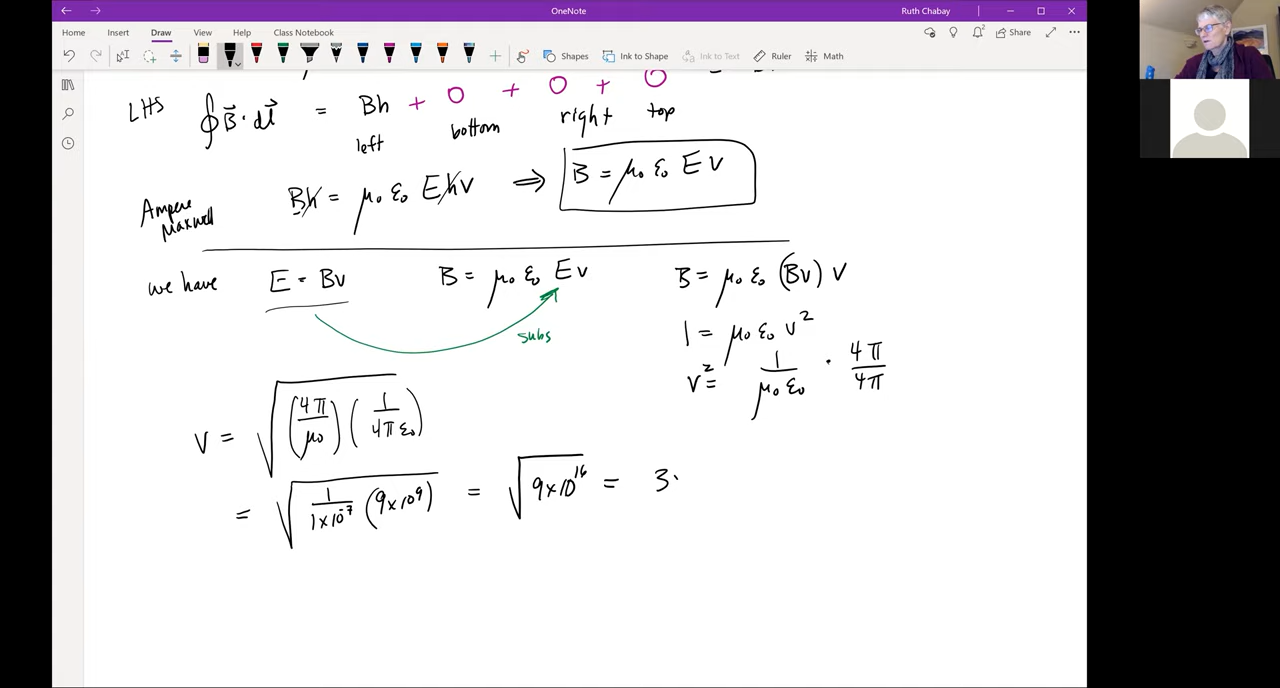 OneNote
Ruth Chabay
Home Insert Draw View Help Class Notebook
Share
Shapes Ink to Shape Ink to Text Ruler Math
LHS ∮ B⃗ · dl⃗ = Bh + 0 + 0 + 0
left bottom right top
Ampere Maxwell Bh = μ₀ ε₀ E h v ⇒ B = μ₀ ε₀ E v
we have E = Bv B = μ₀ ε₀ E v B = μ₀ ε₀ (Bv) v
subs
1 = μ₀ ε₀ v²
v² = 1/(μ₀ ε₀) · 4π/4π
v = √((4π/μ₀)(1/(4π ε₀)))
= √(1/(1×10⁻⁷) (9×10⁹)) = √(9×10¹⁶) = 3·